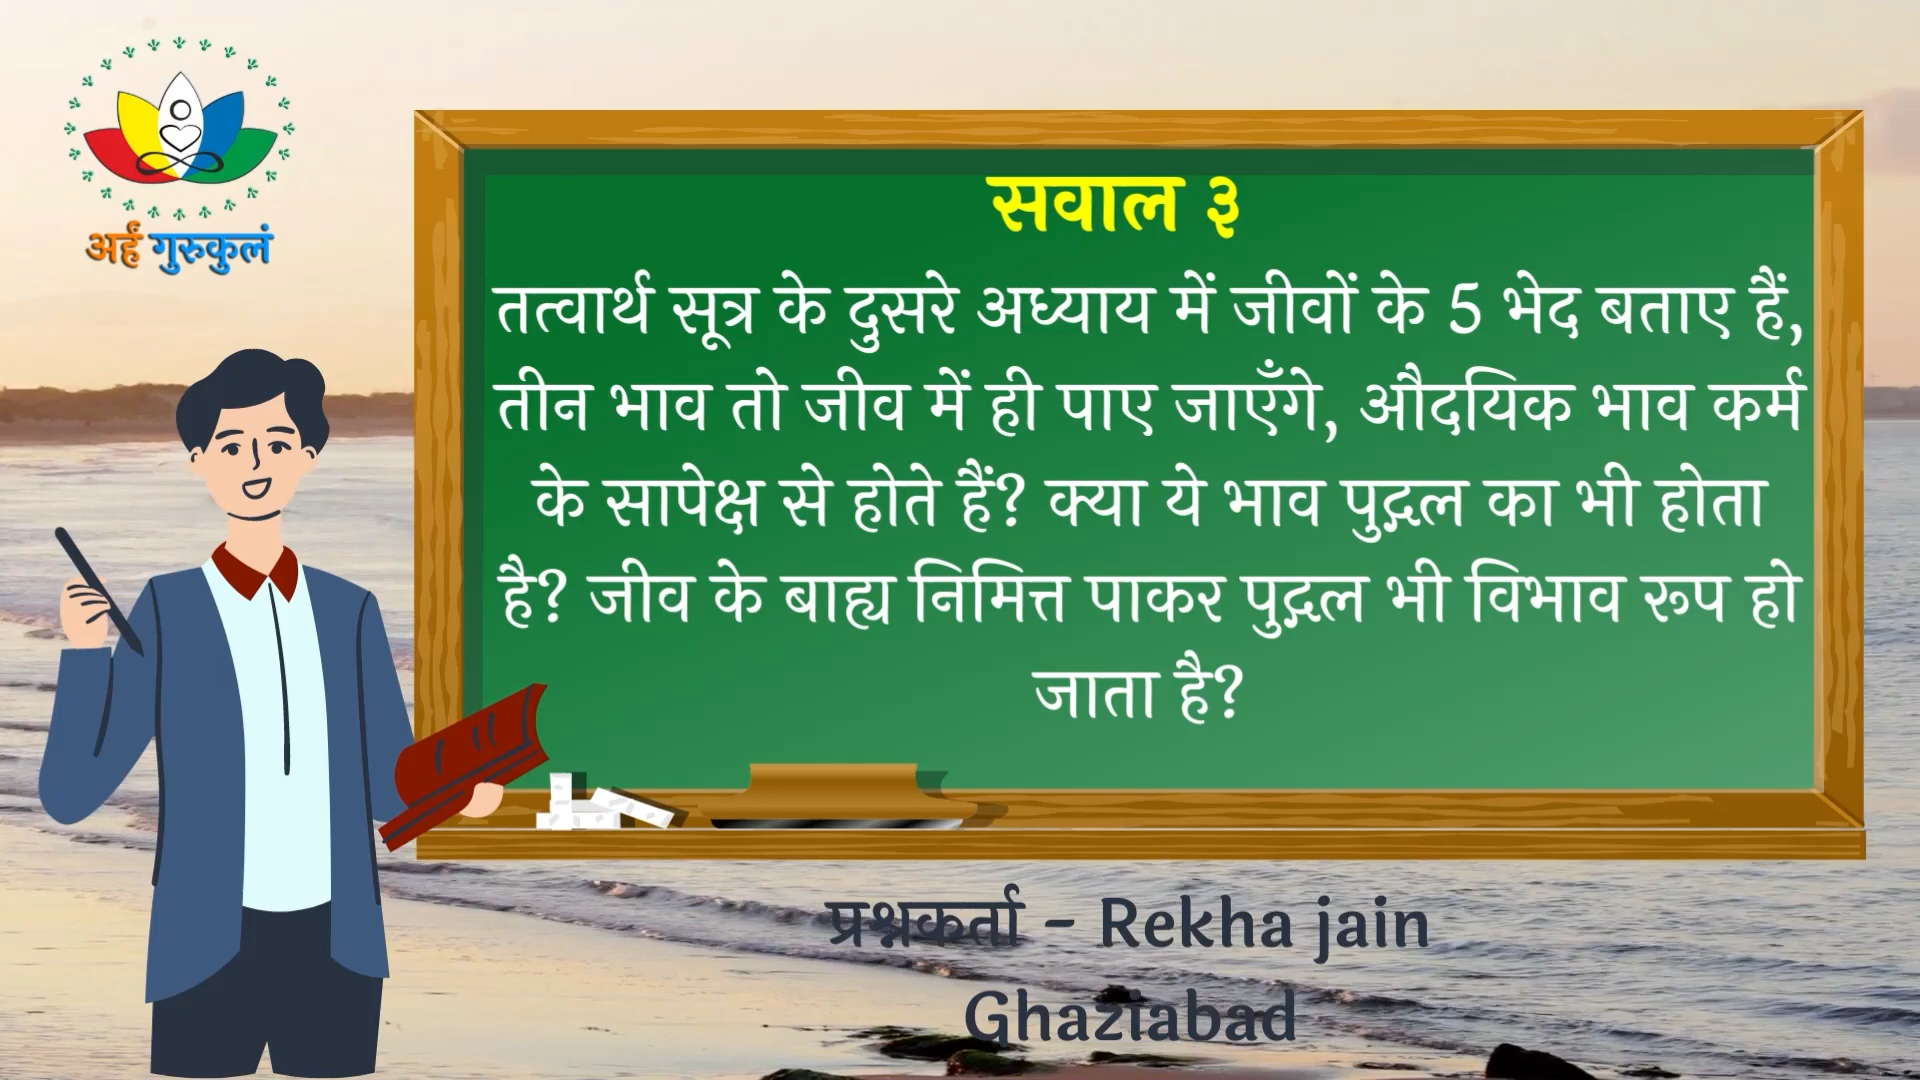 अर्हं गुरुकुलं
सवाल ३
तत्वार्थ सूत्र के दुसरे अध्याय में जीवों के 5 भेद बताए हैं,
तीन भाव तो जीव में ही पाए जाएँगे, औदयिक भाव कर्म
के सापेक्ष से होते हैं? क्या ये भाव पुद्गल का भी होता
है? जीव के बाह्य निमित्त पाकर पुद्गल भी विभाव रूप हो
जाता है?
प्रश्नकर्ता - Rekha jain
Ghaziabad